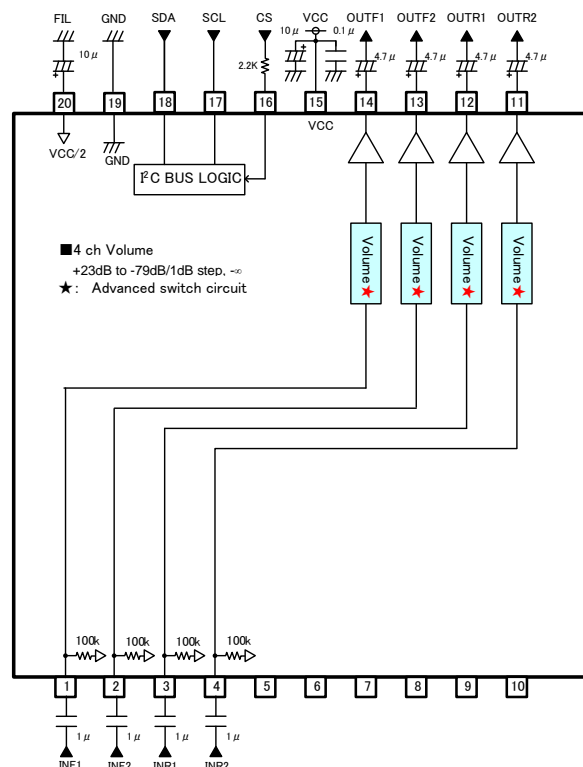 FIL GND SDA SCL CS VCC OUTF1 OUTF2 OUTR1 OUTR2
10μ 2.2K 10μ 0.1μ 4.7μ 4.7μ 4.7μ 4.7μ
20 19 18 17 16 15 14 13 12 11
VCC/2 GND VCC
I²C BUS LOGIC
■4 ch Volume
+23dB to -79dB/1dB step, -∞
★: Advanced switch circuit
Volume★ Volume★ Volume★ Volume★
100k 100k 100k 100k
1 2 3 4 5 6 7 8 9 10
1μ 1μ 1μ 1μ
INF1 INF2 INR1 INR2